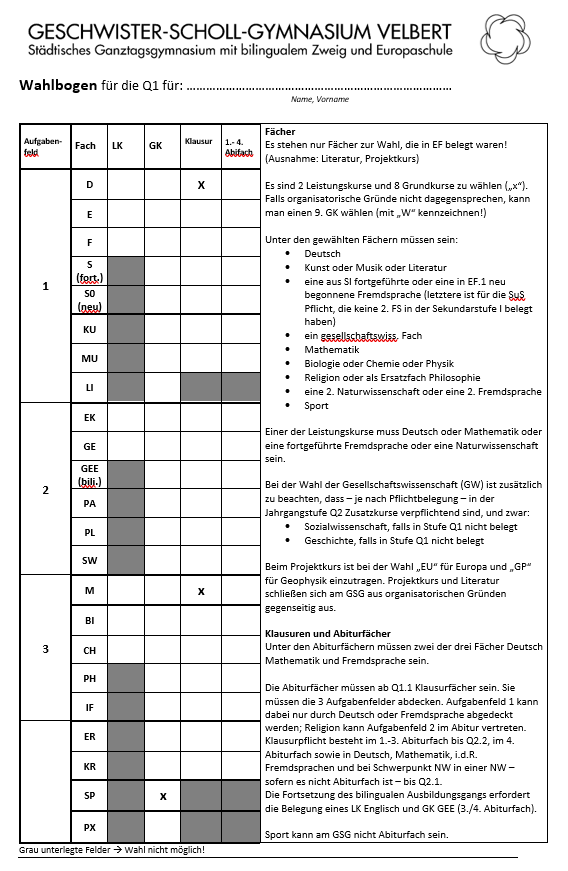 GESCHWISTER-SCHOLL-GYMNASIUM VELBERT
Städtisches Ganztagsgymnasium mit bilingualem Zweig und Europaschule
Wahlbogen für die Q1 für: ………………………………………………………………………
Name, Vorname
Aufgaben-
feld
Fach
LK
GK
Klausur
1.- 4.
Abifach
1
D
X
E
F
S
(fort.)
S0
(neu)
KU
MU
LI
2
EK
GE
GEE
(bili.)
PA
PL
SW
3
M
x
BI
CH
PH
IF
ER
KR
SP
x
PX
Fächer
Es stehen nur Fächer zur Wahl, die in EF belegt waren!
(Ausnahme: Literatur, Projektkurs)
Es sind 2 Leistungskurse und 8 Grundkurse zu wählen („x“).
Falls organisatorische Gründe nicht dagegensprechen, kann
man einen 9. GK wählen (mit „W“ kennzeichnen!)
Unter den gewählten Fächern müssen sein:
• Deutsch
• Kunst oder Musik oder Literatur
• eine aus SI fortgeführte oder eine in EF.1 neu
begonnene Fremdsprache (letztere ist für die SuS
Pflicht, die keine 2. FS in der Sekundarstufe I belegt
haben)
• ein gesellschaftswiss. Fach
• Mathematik
• Biologie oder Chemie oder Physik
• Religion oder als Ersatzfach Philosophie
• eine 2. Naturwissenschaft oder eine 2. Fremdsprache
• Sport
Einer der Leistungskurse muss Deutsch oder Mathematik oder
eine fortgeführte Fremdsprache oder eine Naturwissenschaft
sein.
Bei der Wahl der Gesellschaftswissenschaft (GW) ist zusätzlich
zu beachten, dass – je nach Pflichtbelegung – in der
Jahrgangstufe Q2 Zusatzkurse verpflichtend sind, und zwar:
• Sozialwissenschaft, falls in Stufe Q1 nicht belegt
• Geschichte, falls in Stufe Q1 nicht belegt
Beim Projektkurs ist bei der Wahl „EU“ für Europa und „GP“
für Geophysik einzutragen. Projektkurs und Literatur
schließen sich am GSG aus organisatorischen Gründen
gegenseitig aus.
Klausuren und Abiturfächer
Unter den Abiturfächern müssen zwei der drei Fächer Deutsch
Mathematik und Fremdsprache sein.
Die Abiturfächer müssen ab Q1.1 Klausurfächer sein. Sie
müssen die 3 Aufgabenfelder abdecken. Aufgabenfeld 1 kann
dabei nur durch Deutsch oder Fremdsprache abgedeckt
werden; Religion kann Aufgabenfeld 2 im Abitur vertreten.
Klausurpflicht besteht im 1.-3. Abiturfach bis Q2.2, im 4.
Abiturfach sowie in Deutsch, Mathematik, i.d.R.
Fremdsprachen und bei Schwerpunkt NW in einer NW –
sofern es nicht Abiturfach ist – bis Q2.1.
Die Fortsetzung des bilingualen Ausbildungsgangs erfordert
die Belegung eines LK Englisch und GK GEE (3./4. Abiturfach).
Sport kann am GSG nicht Abiturfach sein.
Grau unterlegte Felder → Wahl nicht möglich!